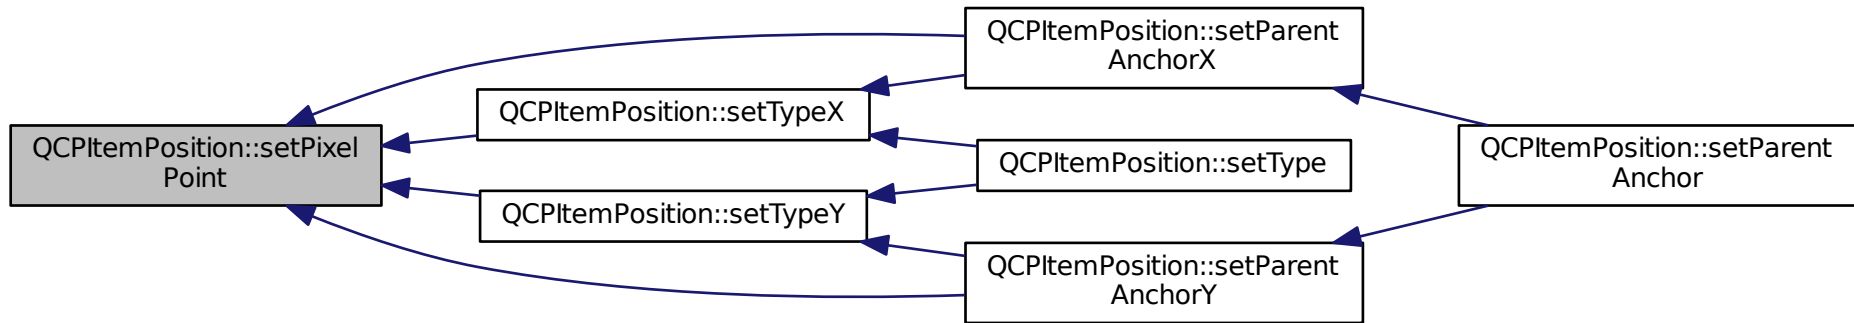 QCPItemPosition::setPixel
Point
QCPItemPosition::setParent
AnchorX
QCPItemPosition::setTypeX
QCPItemPosition::setType
QCPItemPosition::setTypeY
QCPItemPosition::setParent
AnchorY
QCPItemPosition::setParent
Anchor